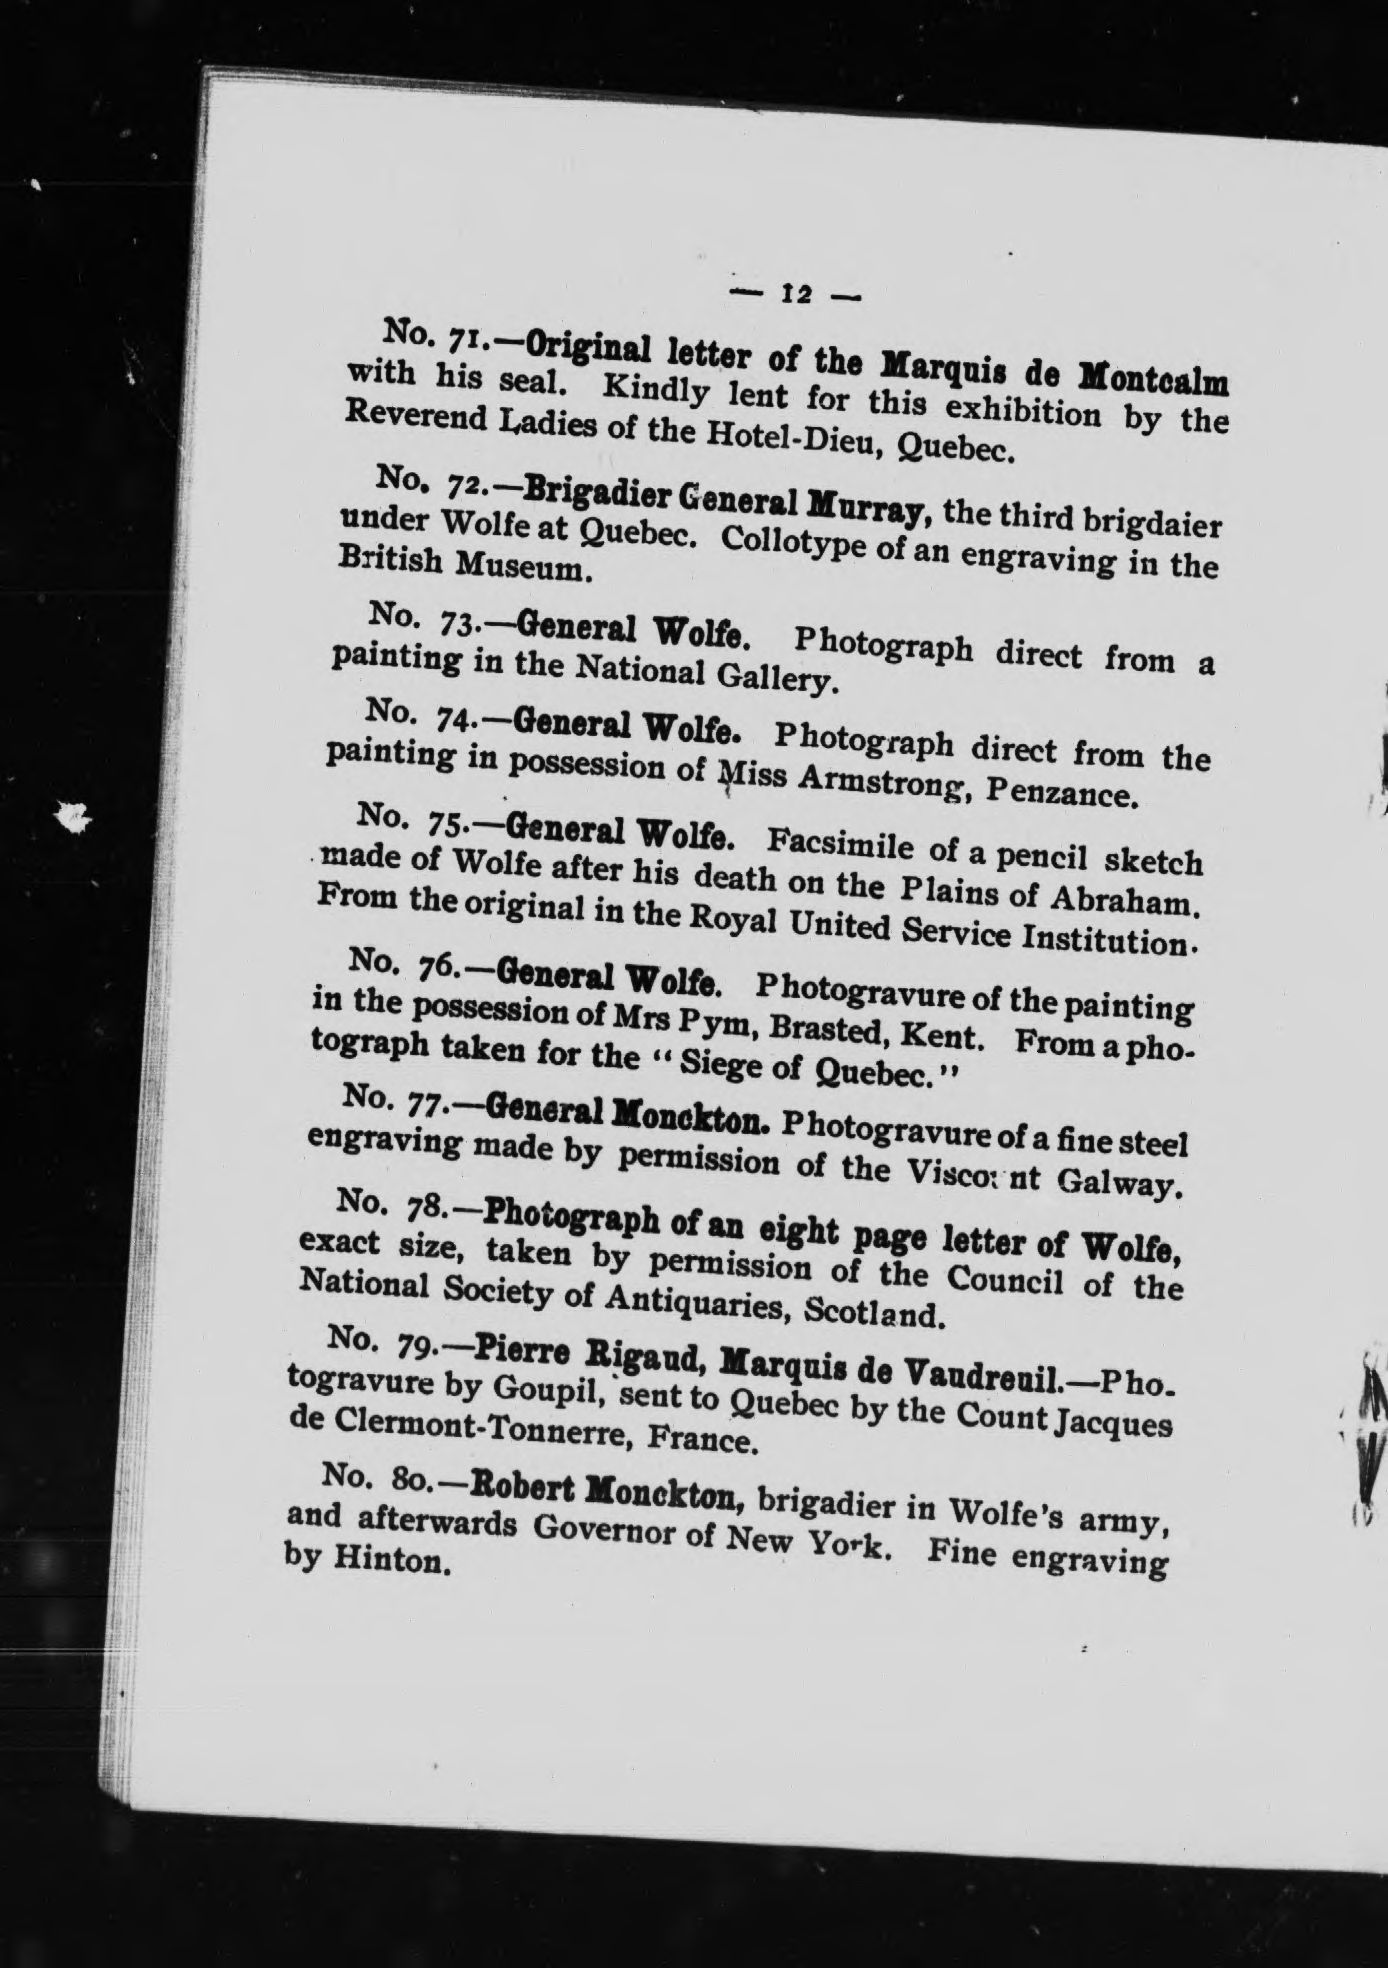 — 12 —
No. 71.—Original letter of the Marquis de Montcalm
with his seal. Kindly lent for this exhibition by the
Reverend Ladies of the Hotel-Dieu, Quebec.
No. 72.—Brigadier General Murray, the third brigdaier
under Wolfe at Quebec. Collotype of an engraving in the
British Museum.
No. 73.—General Wolfe. Photograph direct from a
painting in the National Gallery.
No. 74.—General Wolfe. Photograph direct from the
painting in possession of Miss Armstrong, Penzance.
No. 75.—General Wolfe. Facsimile of a pencil sketch
made of Wolfe after his death on the Plains of Abraham.
From the original in the Royal United Service Institution.
No. 76.—General Wolfe. Photogravure of the painting
in the possession of Mrs Pym, Brasted, Kent. From a pho-
tograph taken for the “ Siege of Quebec.”
No. 77.—General Monckton. Photogravure of a fine steel
engraving made by permission of the Viscount Galway.
No. 78.—Photograph of an eight page letter of Wolfe,
exact size, taken by permission of the Council of the
National Society of Antiquaries, Scotland.
No. 79.—Pierre Rigaud, Marquis de Vaudreuil.—Pho-
togravure by Goupil, sent to Quebec by the Count Jacques
de Clermont-Tonnerre, France.
No. 80.—Robert Monckton, brigadier in Wolfe's army,
and afterwards Governor of New York. Fine engraving
by Hinton.